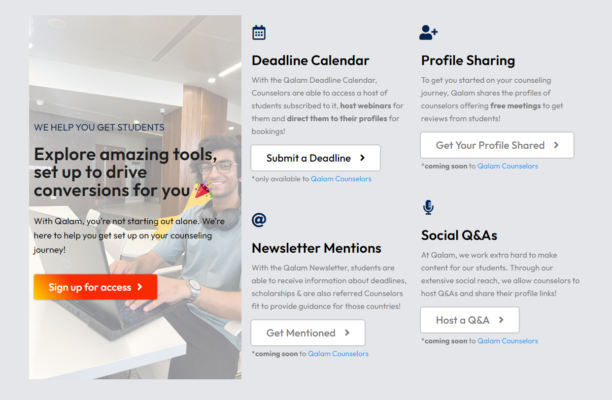 WE HELP YOU GET STUDENTS
Explore amazing tools,
set up to drive
conversions for you 🎉
With Qalam, you're not starting out alone. We're
here to help you get set up on your counseling
journey!
Sign up for access >
Deadline Calendar
With the Qalam Deadline Calendar,
Counselors are able to access a host of
students subscribed to it, host webinars for
them and direct them to their profiles for
bookings!
Submit a Deadline >
*only available to Qalam Counselors
Newsletter Mentions
With the Qalam Newsletter, students are
able to receive information about deadlines,
scholarships & are also referred Counselors
fit to provide guidance for those countries!
Get Mentioned >
*coming soon to Qalam Counselors
Profile Sharing
To get you started on your counseling
journey, Qalam shares the profiles of
counselors offering free meetings to get
reviews from students!
Get Your Profile Shared >
*coming soon to Qalam Counselors
Social Q&As
At Qalam, we work extra hard to make
content for our students. Through our
extensive social reach, we allow counselors to
host Q&As and share their profile links!
Host a Q&A >
*coming soon to Qalam Counselors